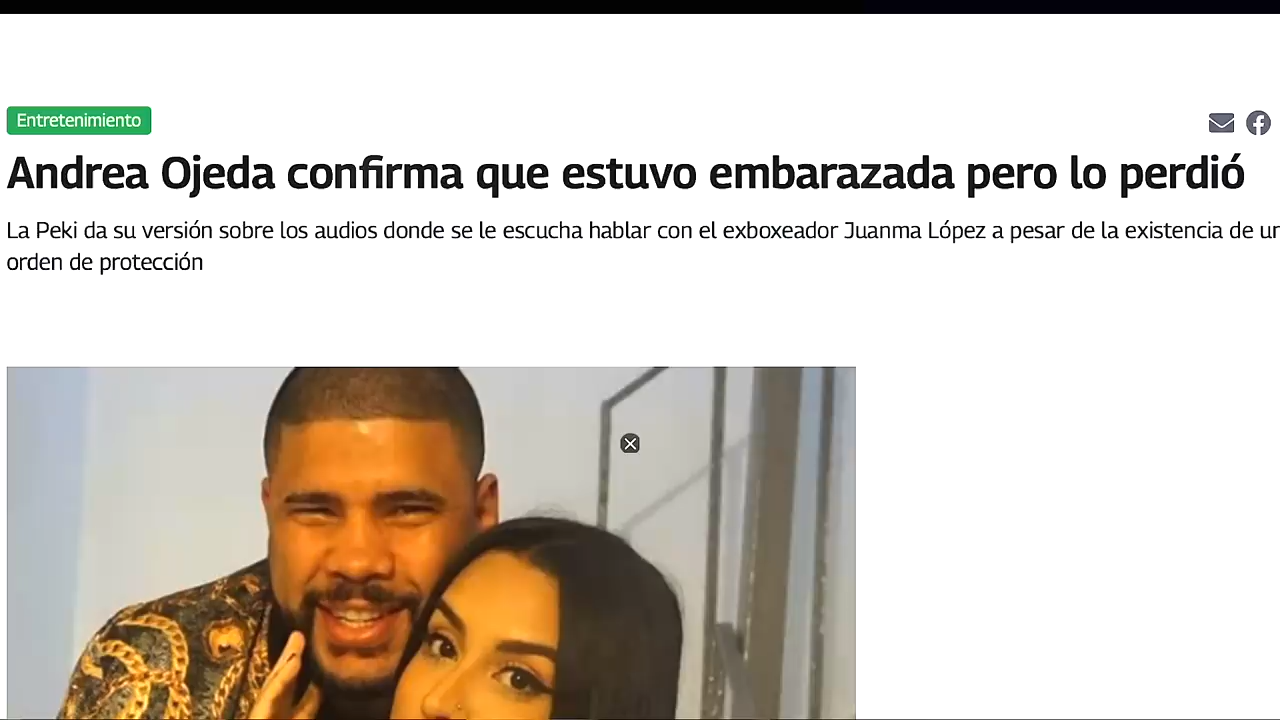 Entretenimiento
Andrea Ojeda confirma que estuvo embarazada pero lo perdió
La Peki da su versión sobre los audios donde se le escucha hablar con el exboxeador Juanma López a pesar de la existencia de
orden de protección